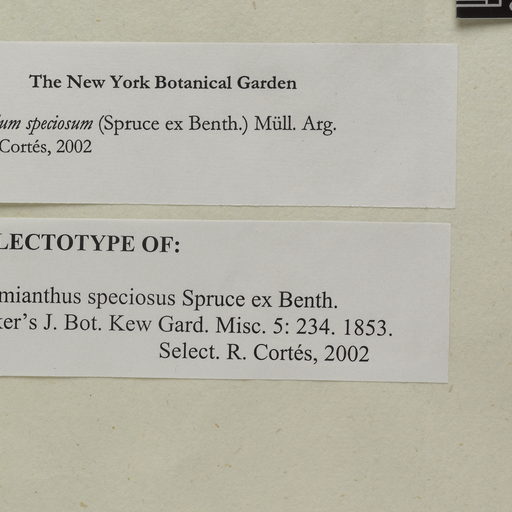 The New York Botanical Garden
um speciosum (Spruce ex Benth.) Müll. Arg.
Cortés, 2002
LECTOTYPE OF:
mianthus speciosus Spruce ex Benth.
ker's J. Bot. Kew Gard. Misc. 5: 234. 1853.
Select. R. Cortés, 2002